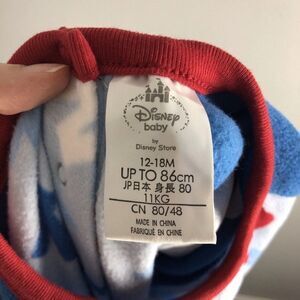 Disney
baby
by
Disney Store
12-18M
UP TO 86cm
JP日本 身長 80
11KG
CN 80/48
MADE IN CHINA
FABRIQUÉ EN CHINE